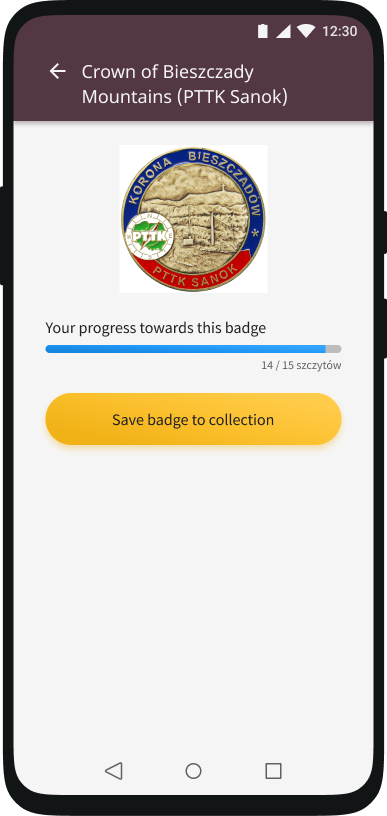 12:30
Crown of Bieszczady
Mountains (PTTK Sanok)
KORONA BIESZCZADÓW *
PTTK
PTTK SANOK
Your progress towards this badge
14 / 15 szczytów
Save badge to collection